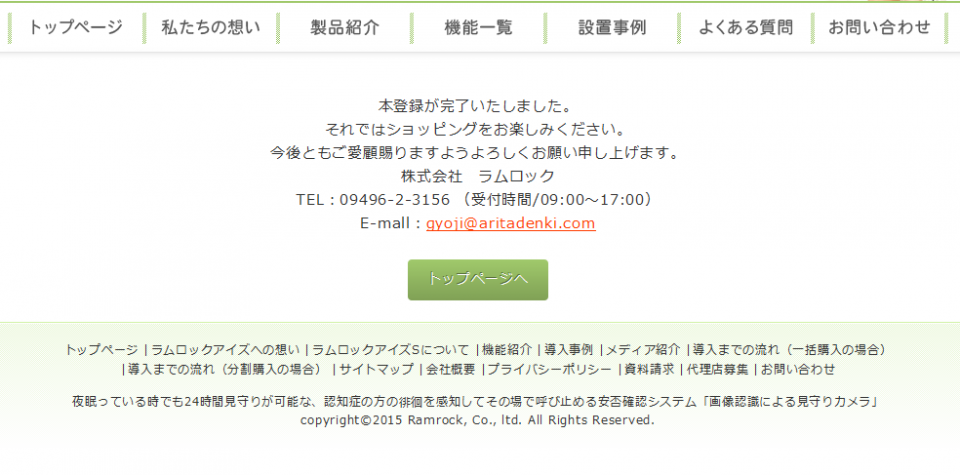 トップページ 私たちの想い 製品紹介 機能一覧 設置事例 よくある質問 お問い合わせ
本登録が完了いたしました。
それではショッピングをお楽しみください。
今後ともご愛顧賜りますようよろしくお願い申し上げます。
株式会社　ラムロック
TEL：09496-2-3156 （受付時間/09:00～17:00）
E-mall：gyoji@aritadenki.com
トップページへ
トップページ | ラムロックアイズへの想い | ラムロックアイズSについて | 機能紹介 | 導入事例 | メディア紹介 | 導入までの流れ（一括購入の場合）
| 導入までの流れ（分割購入の場合） | サイトマップ | 会社概要 | プライバシーポリシー | 資料請求 | 代理店募集 | お問い合わせ
夜眠っている時でも24時間見守りが可能な、認知症の方の徘徊を感知してその場で呼び止める安否確認システム「画像認識による見守りカメラ」
copyright©2015 Ramrock, Co., ltd. All Rights Reserved.